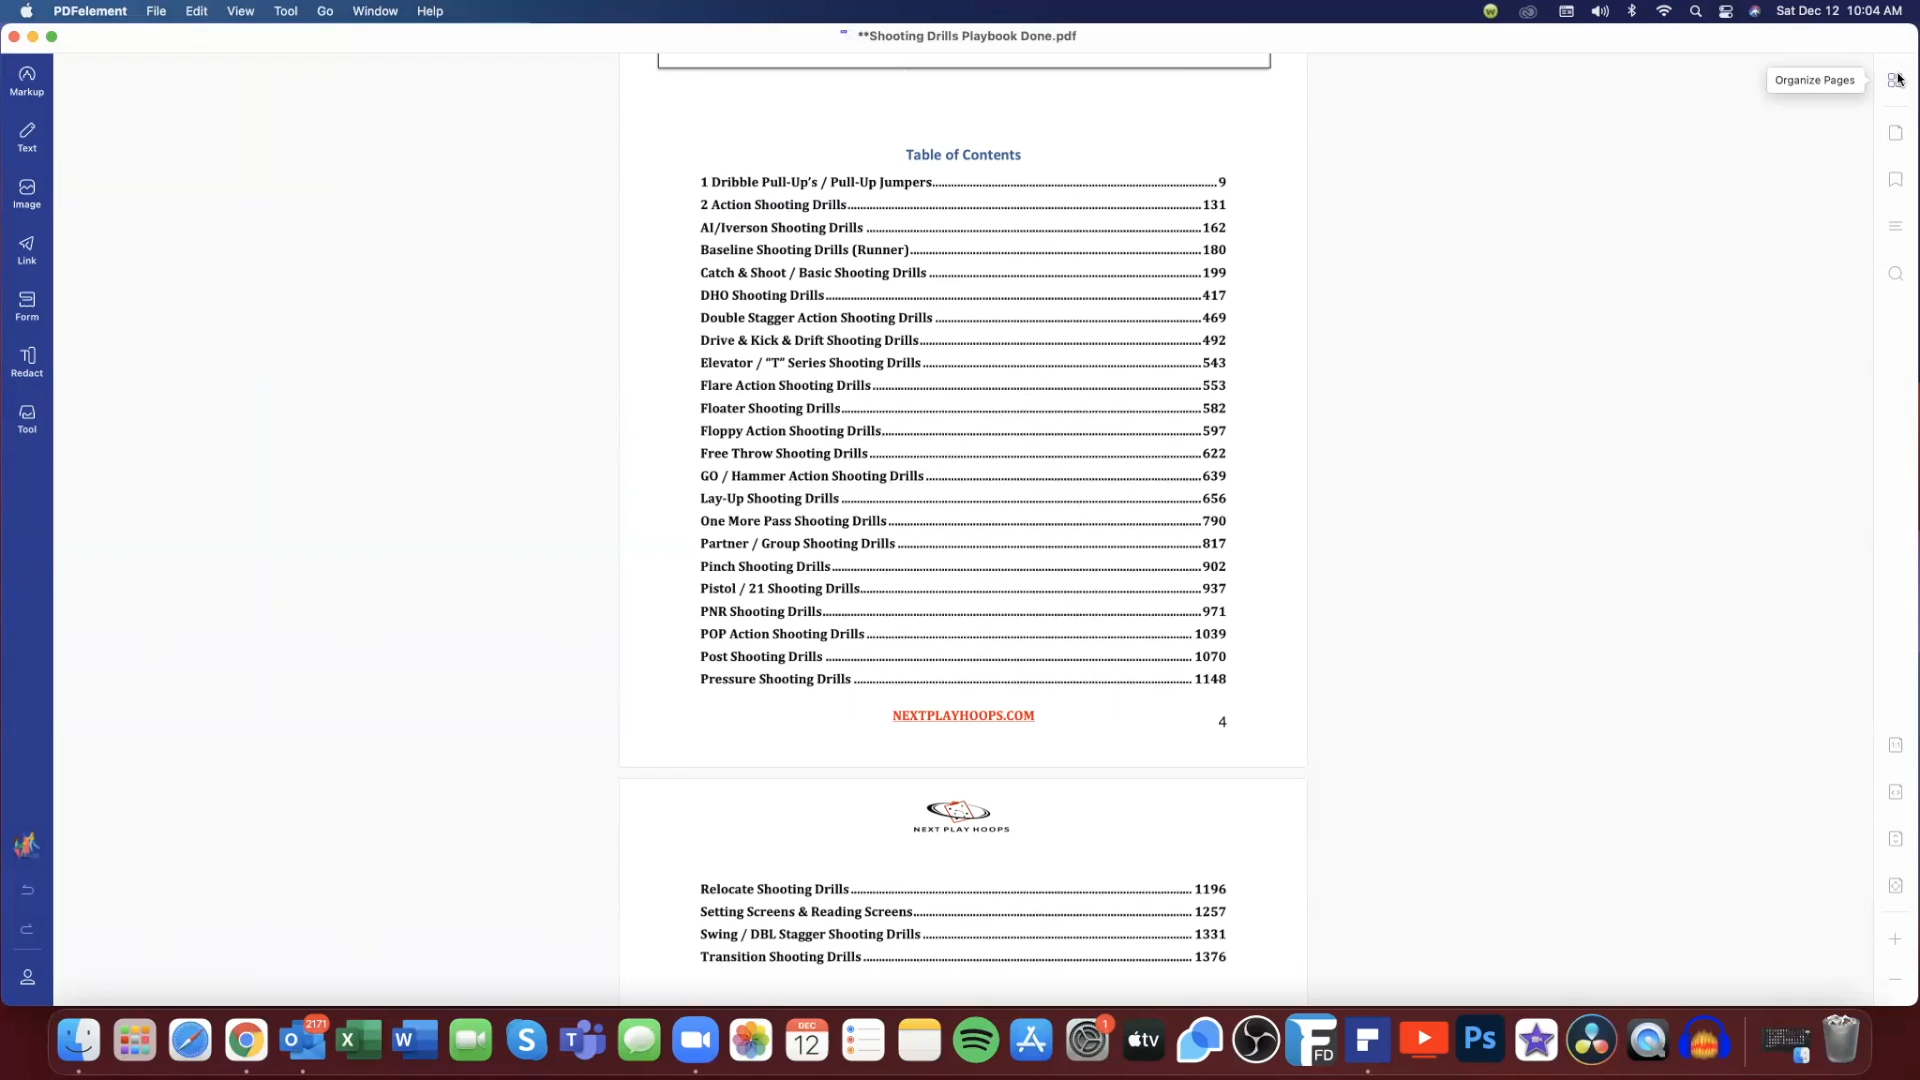 PDFelement File Edit View Tool Go Window Help Sat Dec 12 10:04 AM
**Shooting Drills Playbook Done.pdf
Markup
Text
Image
Link
Form
Redact
Tool
Organize Pages
Table of Contents
1 Dribble Pull-Up's / Pull-Up Jumpers 9
2 Action Shooting Drills 131
AI/Iverson Shooting Drills 162
Baseline Shooting Drills (Runner) 180
Catch & Shoot / Basic Shooting Drills 199
DHO Shooting Drills 417
Double Stagger Action Shooting Drills 469
Drive & Kick & Drift Shooting Drills 492
Elevator / “T” Series Shooting Drills 543
Flare Action Shooting Drills 553
Floater Shooting Drills 582
Floppy Action Shooting Drills 597
Free Throw Shooting Drills 622
GO / Hammer Action Shooting Drills 639
Lay-Up Shooting Drills 656
One More Pass Shooting Drills 790
Partner / Group Shooting Drills 817
Pinch Shooting Drills 902
Pistol / 21 Shooting Drills 937
PNR Shooting Drills 971
POP Action Shooting Drills 1039
Post Shooting Drills 1070
Pressure Shooting Drills 1148
NEXTPLAYHOOPS.COM
4
NEXT PLAY HOOPS
Relocate Shooting Drills 1196
Setting Screens & Reading Screens 1257
Swing / DBL Stagger Shooting Drills 1331
Transition Shooting Drills 1376
2171
DEC
12
1
tv
FD
Ps